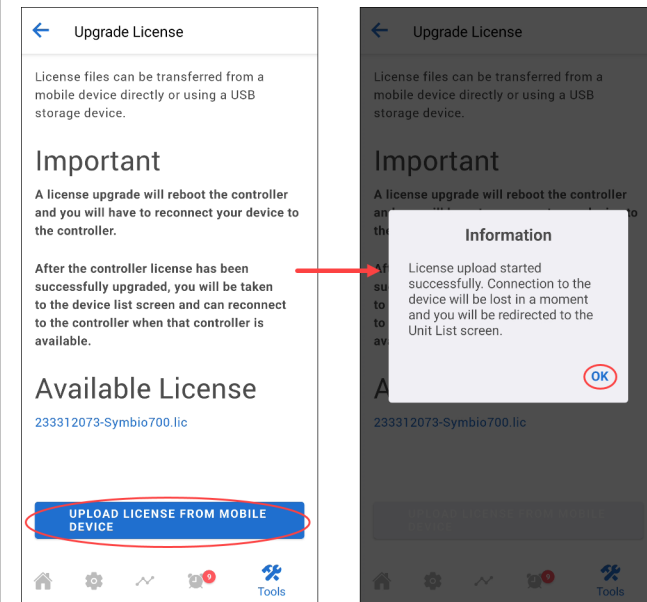 Upgrade License
License files can be transferred from a
mobile device directly or using a USB
storage device.
Important
A license upgrade will reboot the controller
and you will have to reconnect your device to
the controller.
After the controller license has been
successfully upgraded, you will be taken
to the device list screen and can reconnect
to the controller when that controller is
available.
Available License
233312073-Symbio700.lic
UPLOAD LICENSE FROM MOBILE
DEVICE
9
Tools
Upgrade License
License files can be transferred from a
mobile device directly or using a USB
storage device.
Important
A license upgrade will reboot the controller
Information
License upload started
successfully. Connection to the
device will be lost in a moment
and you will be redirected to the
Unit List screen.
OK
233312073-Symbio700.lic
UPLOAD LICENSE FROM MOBILE
DEVICE
9
Tools